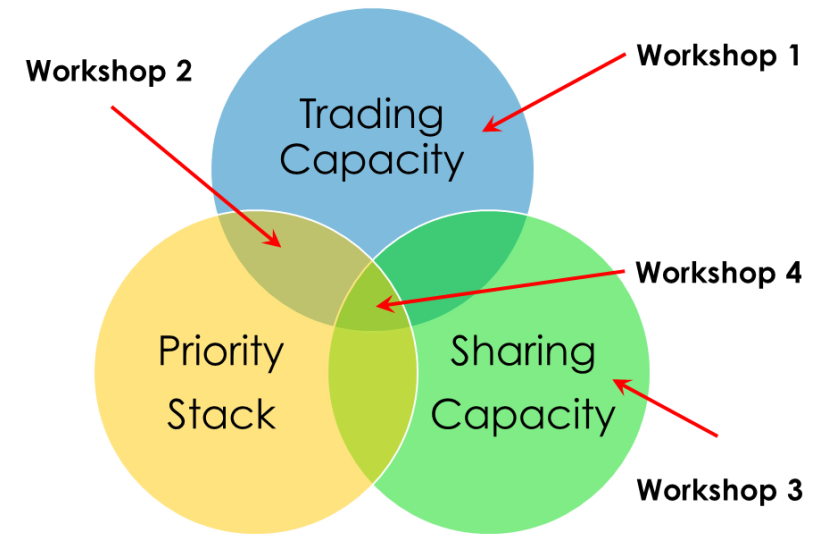 Workshop 1
Workshop 2
Trading
Capacity
Workshop 4
Priority
Stack
Sharing
Capacity
Workshop 3